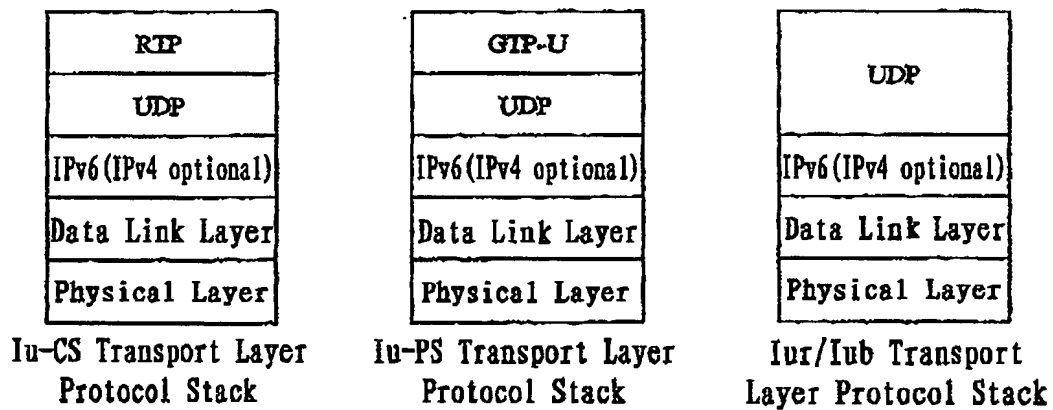 RTP
UDP
IPv6(IPv4 optional)
Data Link Layer
Physical Layer
Iu-CS Transport Layer
Protocol Stack
GTP-U
UDP
IPv6(IPv4 optional)
Data Link Layer
Physical Layer
Iu-PS Transport Layer
Protocol Stack
UDP
IPv6(IPv4 optional)
Data Link Layer
Physical Layer
Iur/Iub Transport
Layer Protocol Stack